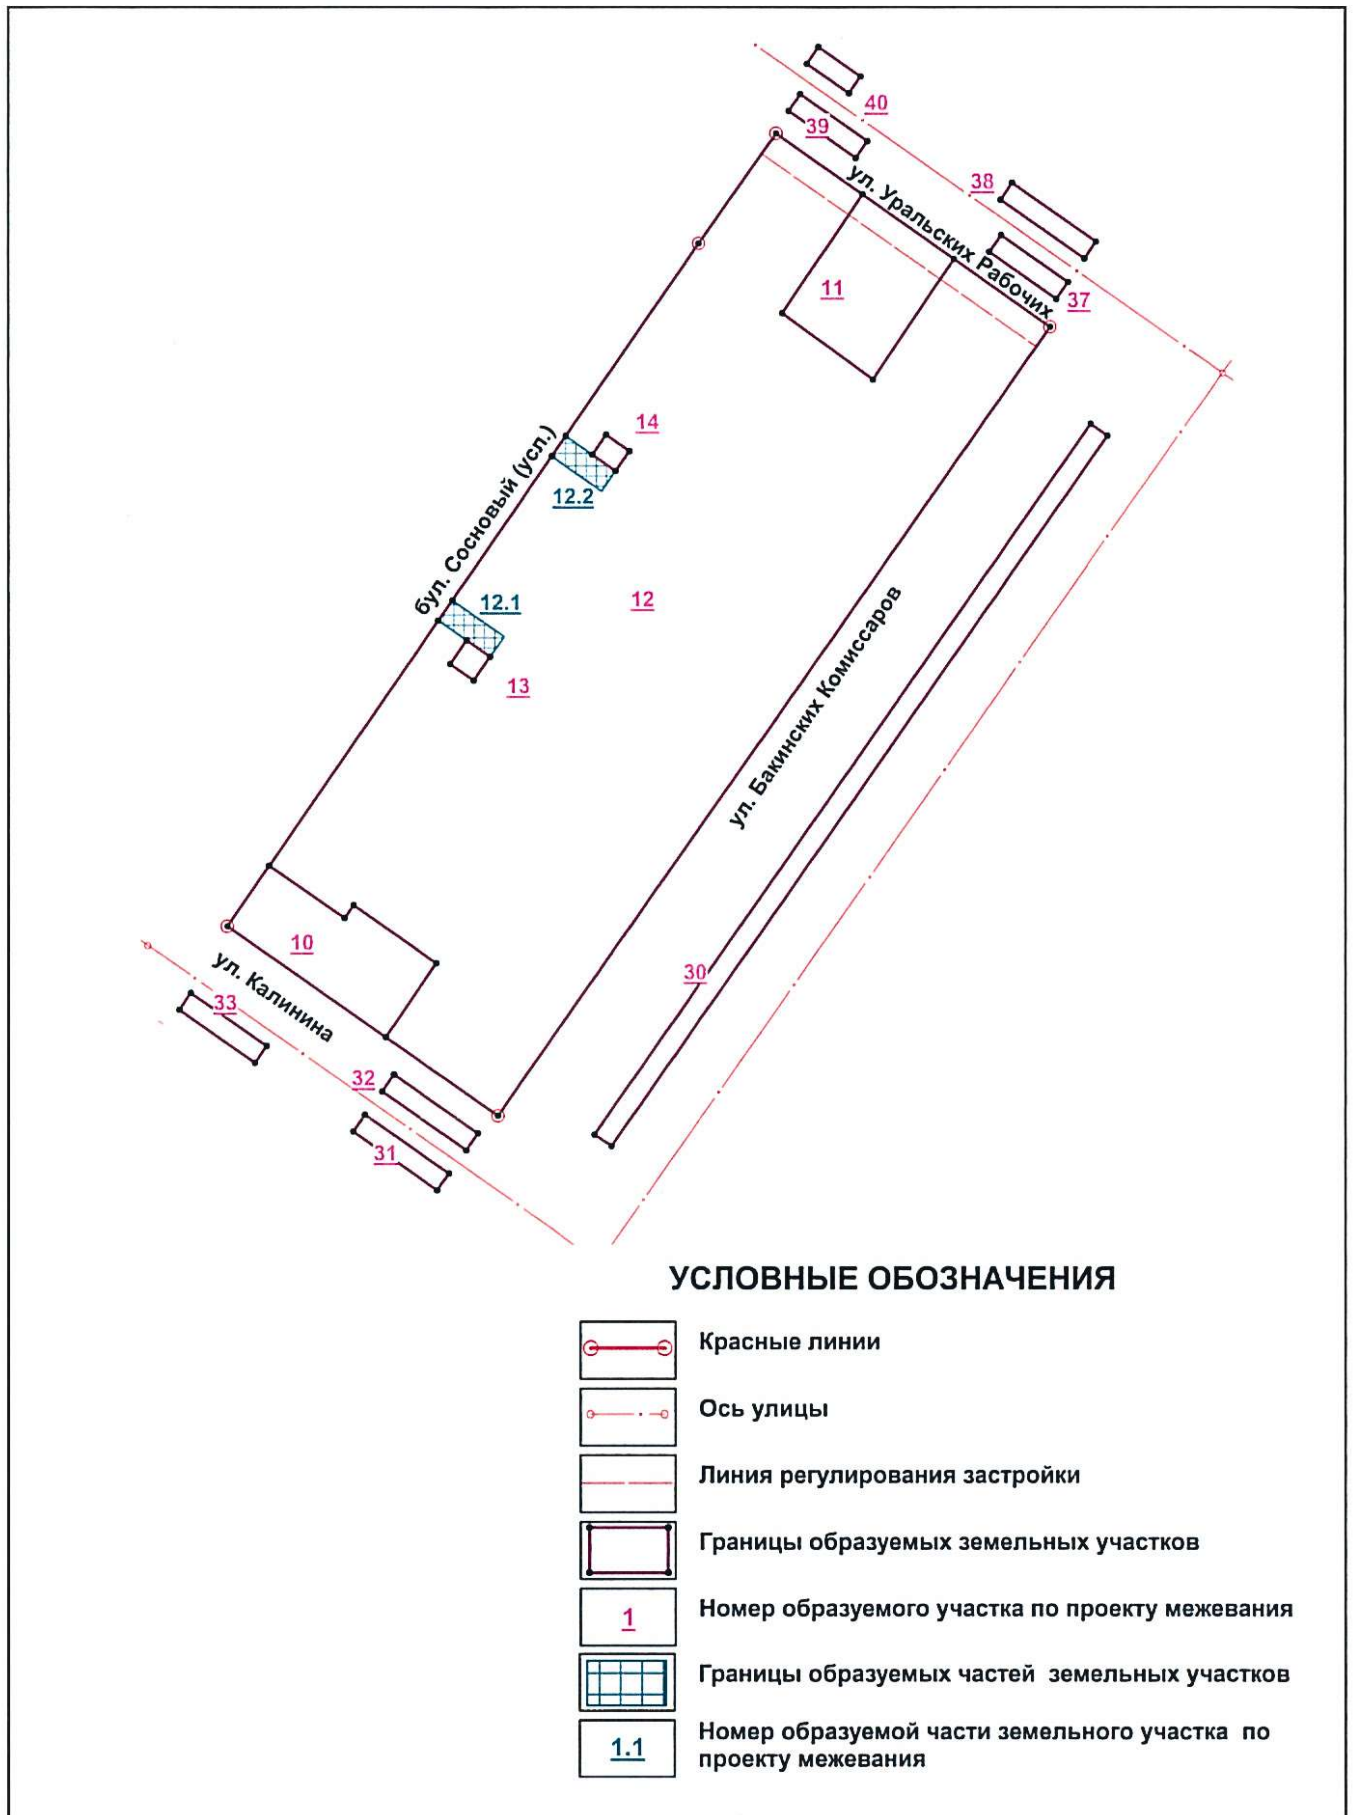 40
39
38
ул. Уральских Рабочих
11
37
14
бул. Сосновый (усл.)
12.2
12.1
12
13
ул. Бакинских Комиссаров
10
30
ул. Калинина
33
32
31
УСЛОВНЫЕ ОБОЗНАЧЕНИЯ
Красные линии
Ось улицы
Линия регулирования застройки
Границы образуемых земельных участков
1
Номер образуемого участка по проекту межевания
Границы образуемых частей земельных участков
1.1
Номер образуемой части земельного участка по
проекту межевания